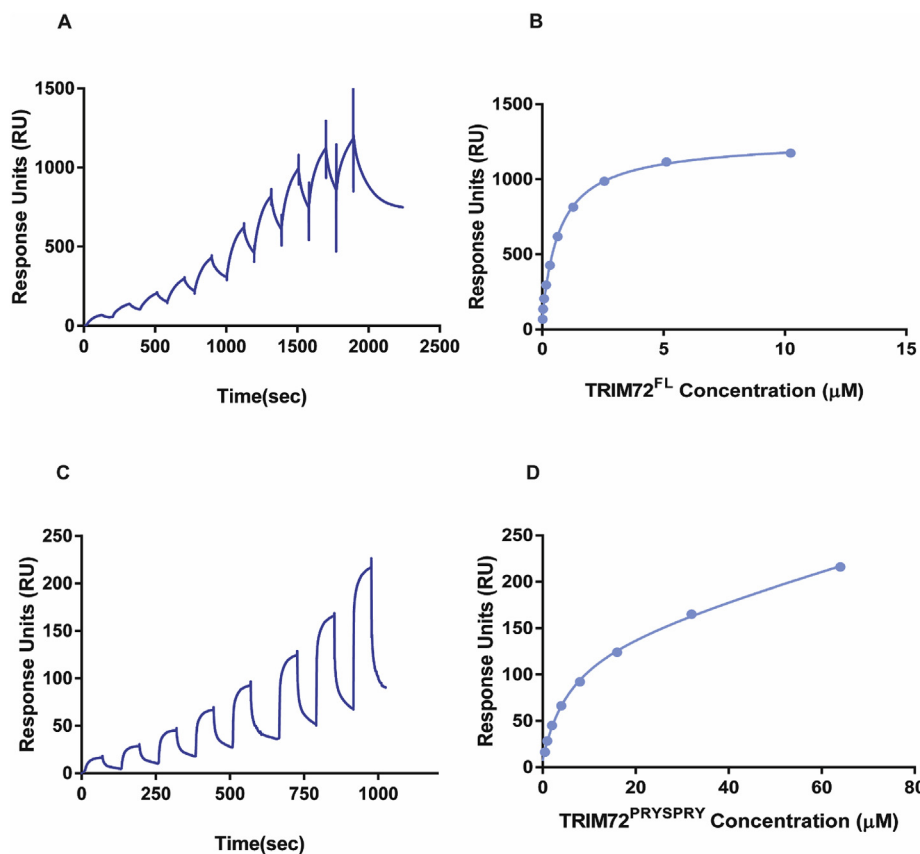 A
Response Units (RU)
1500
1000
500
0
0 500 1000 1500 2000 2500
Time(sec)
B
Response Units (RU)
1500
1000
500
0
0 5 10 15
TRIM72FL Concentration (μM)
C
Response Units (RU)
250
200
150
100
50
0
0 250 500 750 1000
Time(sec)
D
Response Units (RU)
250
200
150
100
50
0
0 20 40 60 80
TRIM72PRYSPRY Concentration (μM)